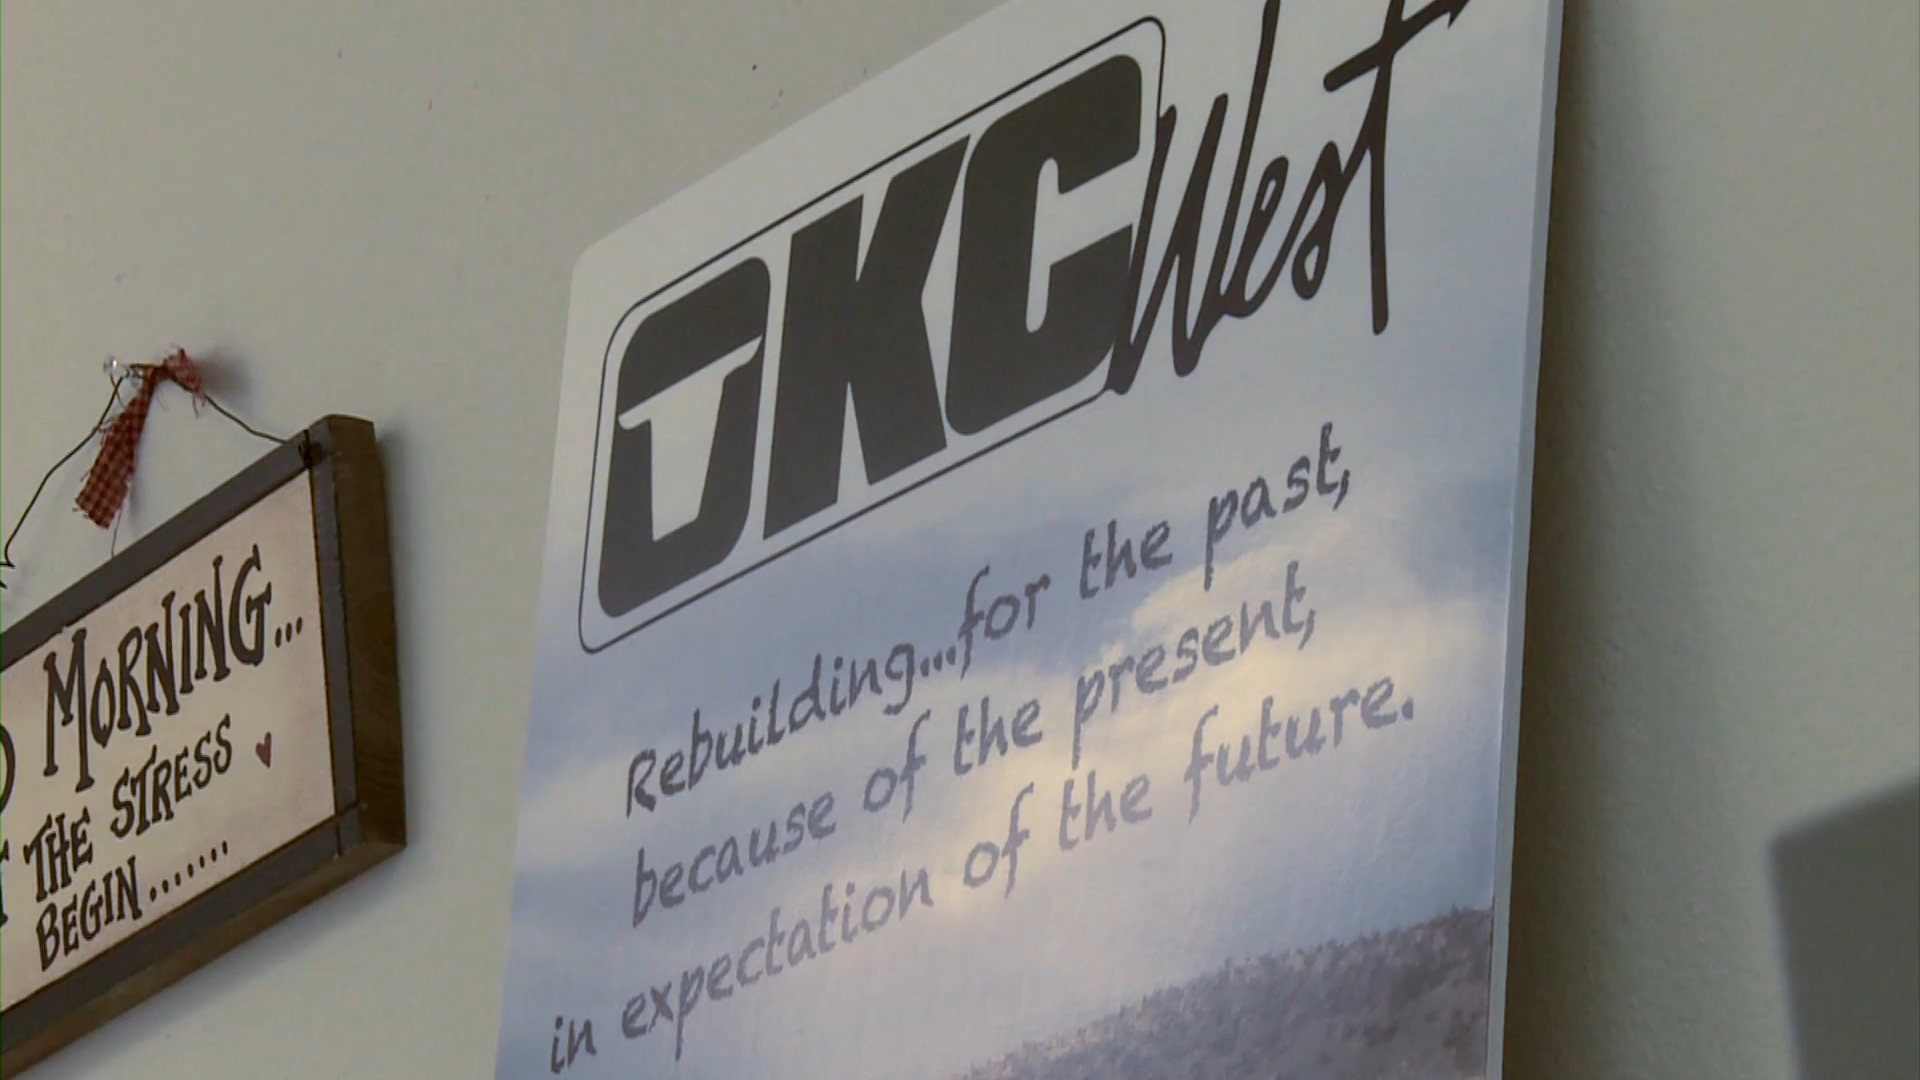 MORNING...
THE STRESS
BEGIN.......
OKC West
Rebuilding...for the past,
because of the present,
in expectation of the future.